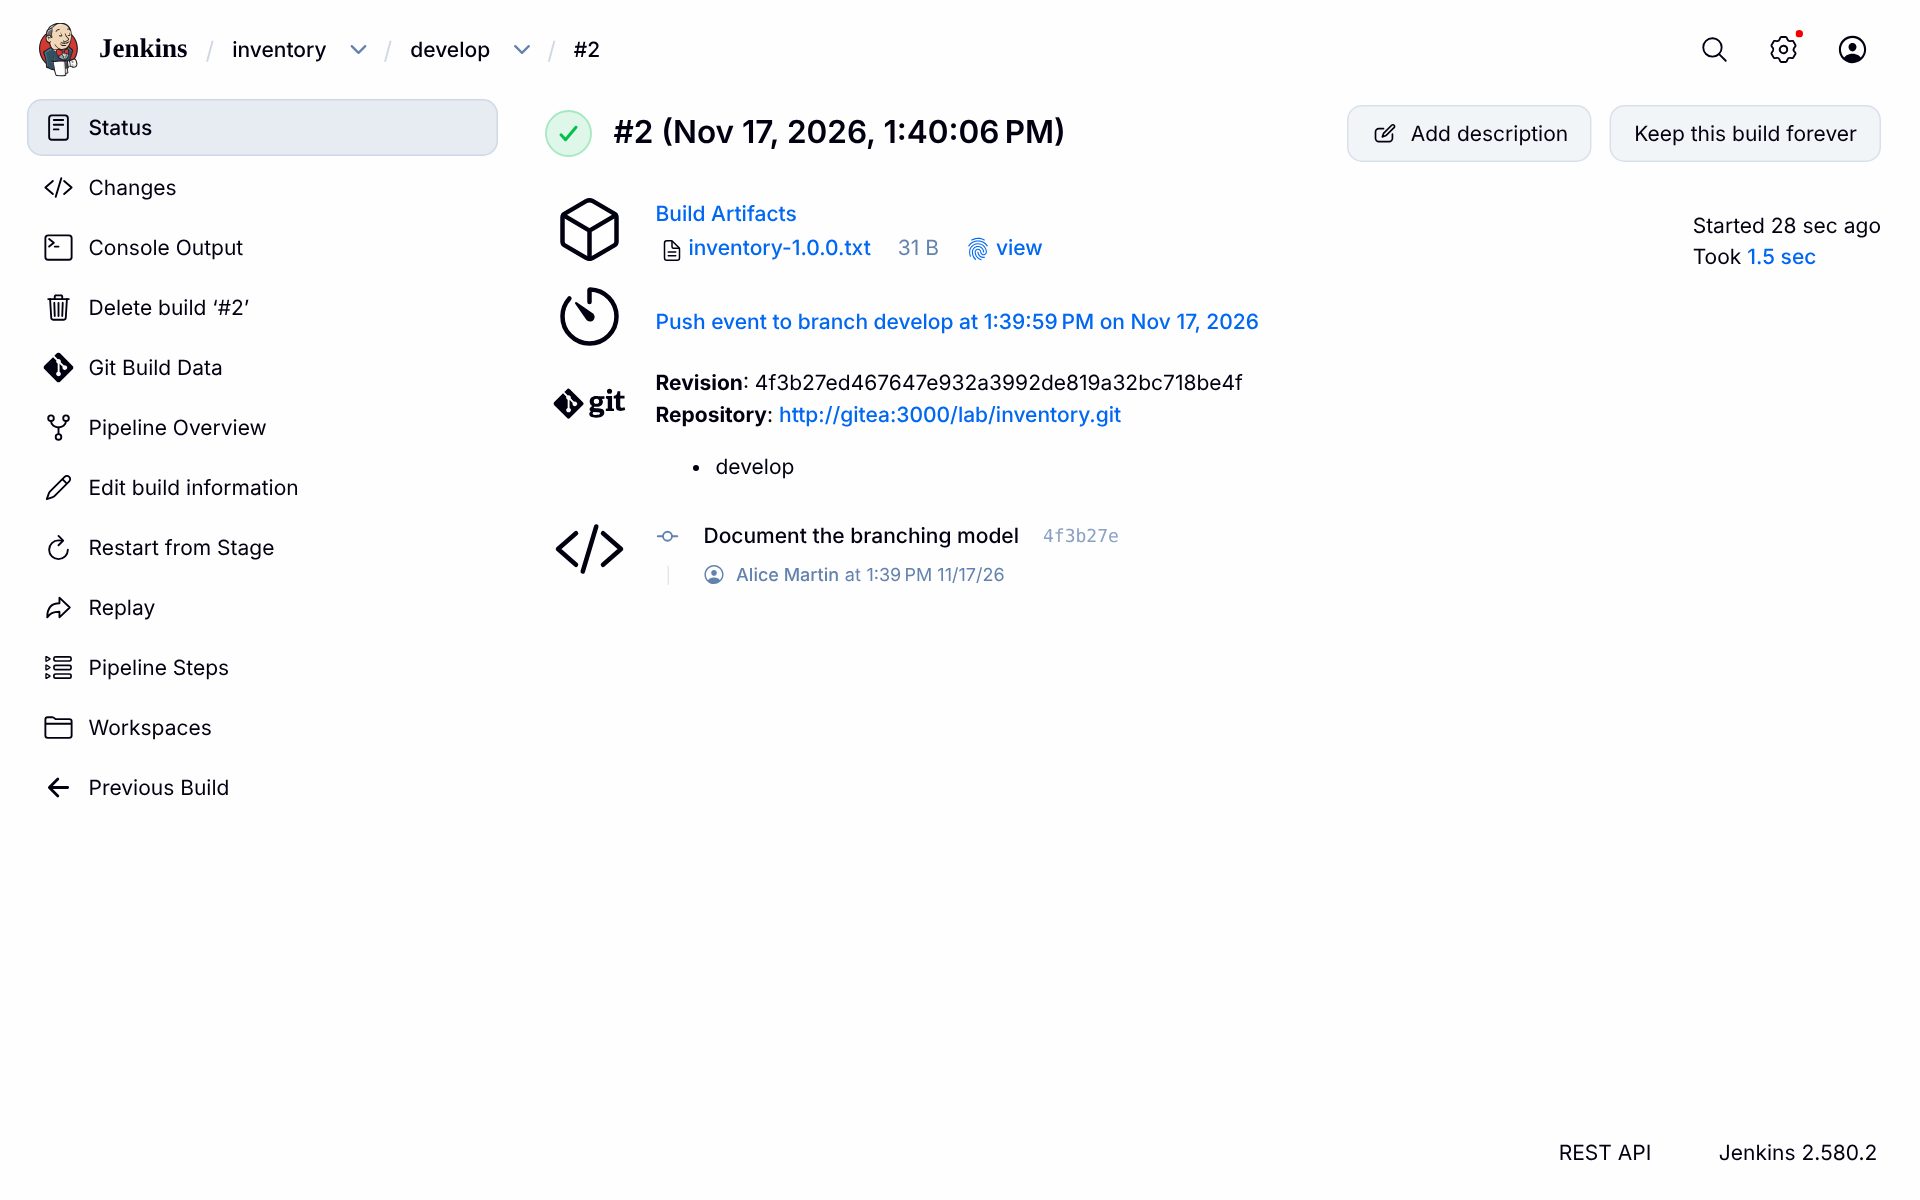 Jenkins / inventory / develop / #2
Status
Changes
Console Output
Delete build ‘#2’
Git Build Data
Pipeline Overview
Edit build information
Restart from Stage
Replay
Pipeline Steps
Workspaces
Previous Build
#2 (Nov 17, 2026, 1:40:06 PM)
Add description
Keep this build forever
Build Artifacts
inventory-1.0.0.txt 31 B view
Started 28 sec ago
Took 1.5 sec
Push event to branch develop at 1:39:59 PM on Nov 17, 2026
git
Revision: 4f3b27ed467647e932a3992de819a32bc718be4f
Repository: http://gitea:3000/lab/inventory.git
• develop
Document the branching model 4f3b27e
Alice Martin at 1:39 PM 11/17/26
REST API
Jenkins 2.580.2